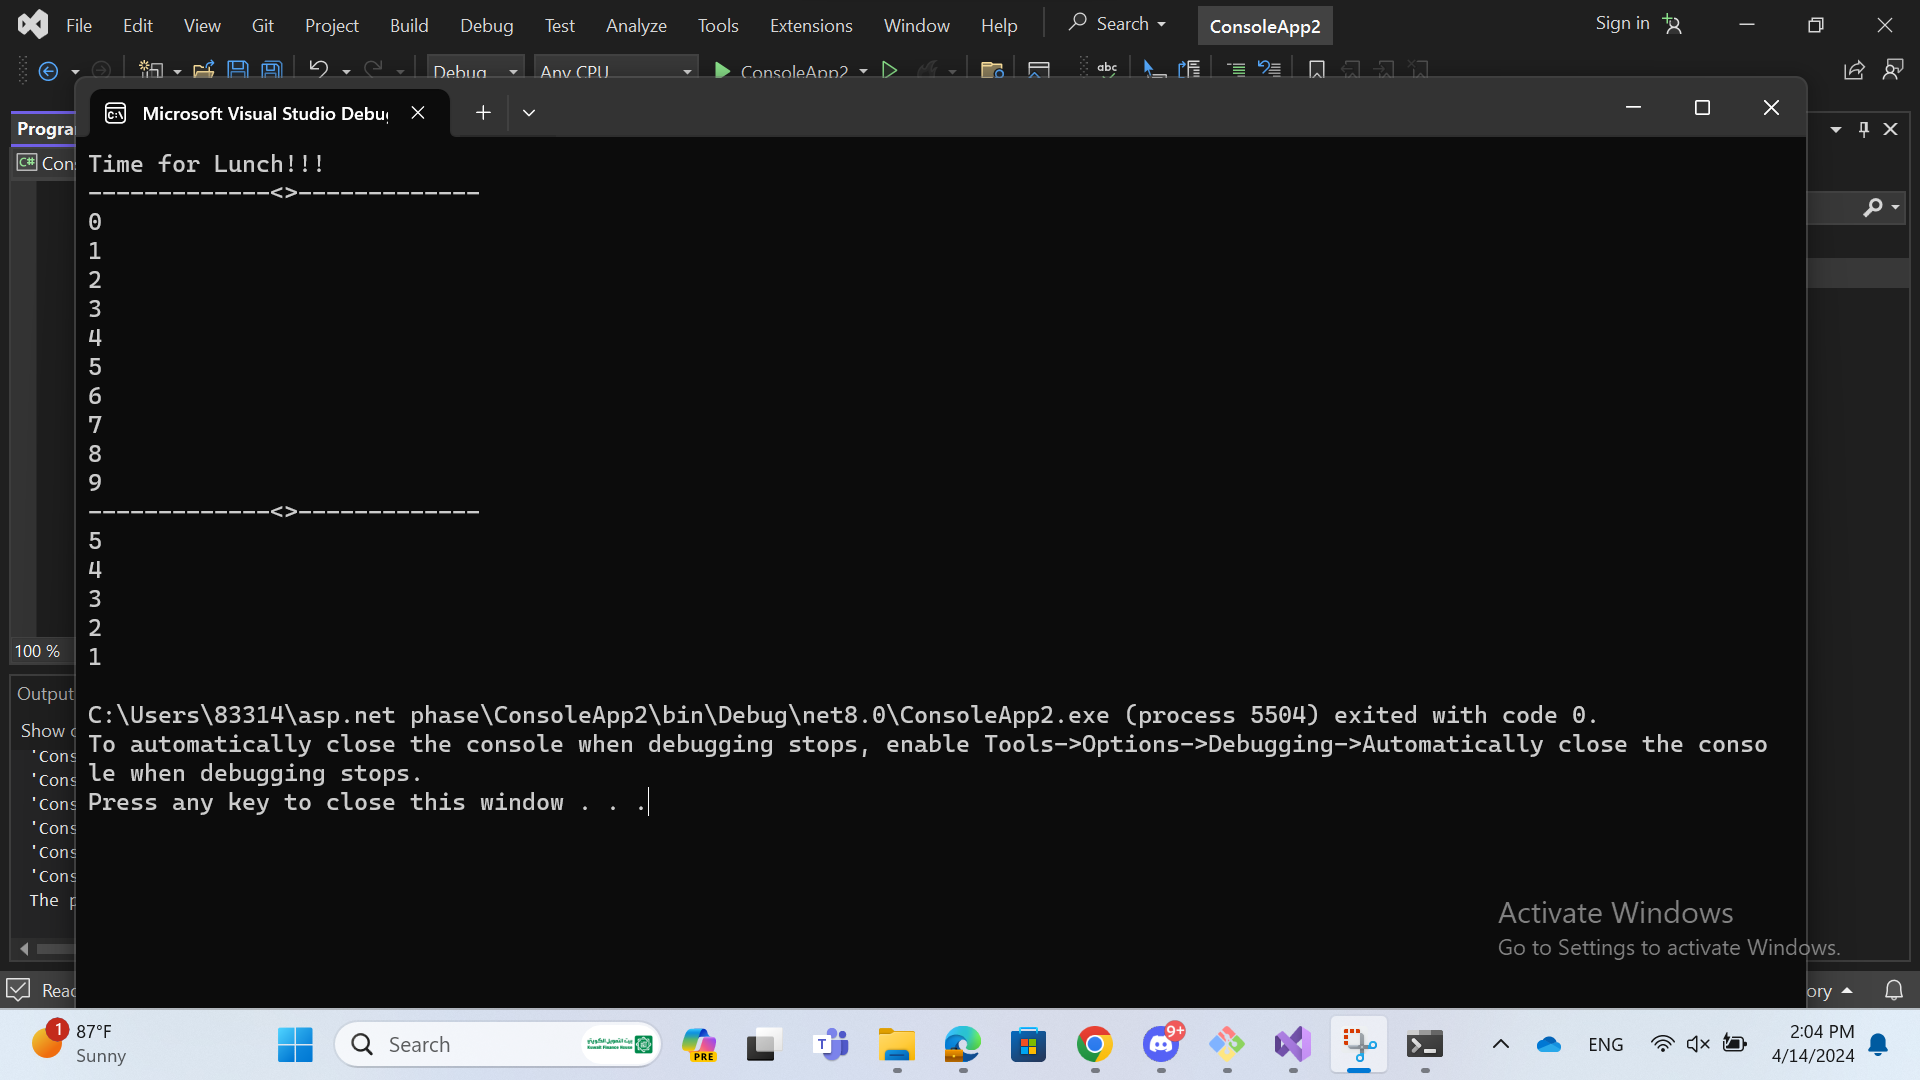 File Edit View Git Project Build Debug Test Analyze Tools Extensions Window Help Search ConsoleApp2 Sign in
Debug Any CPU ConsoleApp2
Microsoft Visual Studio Debu
Progra
C# Cons
Time for Lunch!!!
-------------<>-------------
0
1
2
3
4
5
6
7
8
9
-------------<>-------------
5
4
3
2
1
100 %
Output
Show o
C:\Users\83314\asp.net phase\ConsoleApp2\bin\Debug\net8.0\ConsoleApp2.exe (process 5504) exited with code 0.
To automatically close the console when debugging stops, enable Tools->Options->Debugging->Automatically close the conso
le when debugging stops.
Press any key to close this window . . .
'Cons
'Cons
'Cons
'Cons
'Cons
'Cons
The p
Activate Windows
Go to Settings to activate Windows.
Read
ory
1
87°F
Sunny
Search
PRE
9+
ENG
2:04 PM
4/14/2024